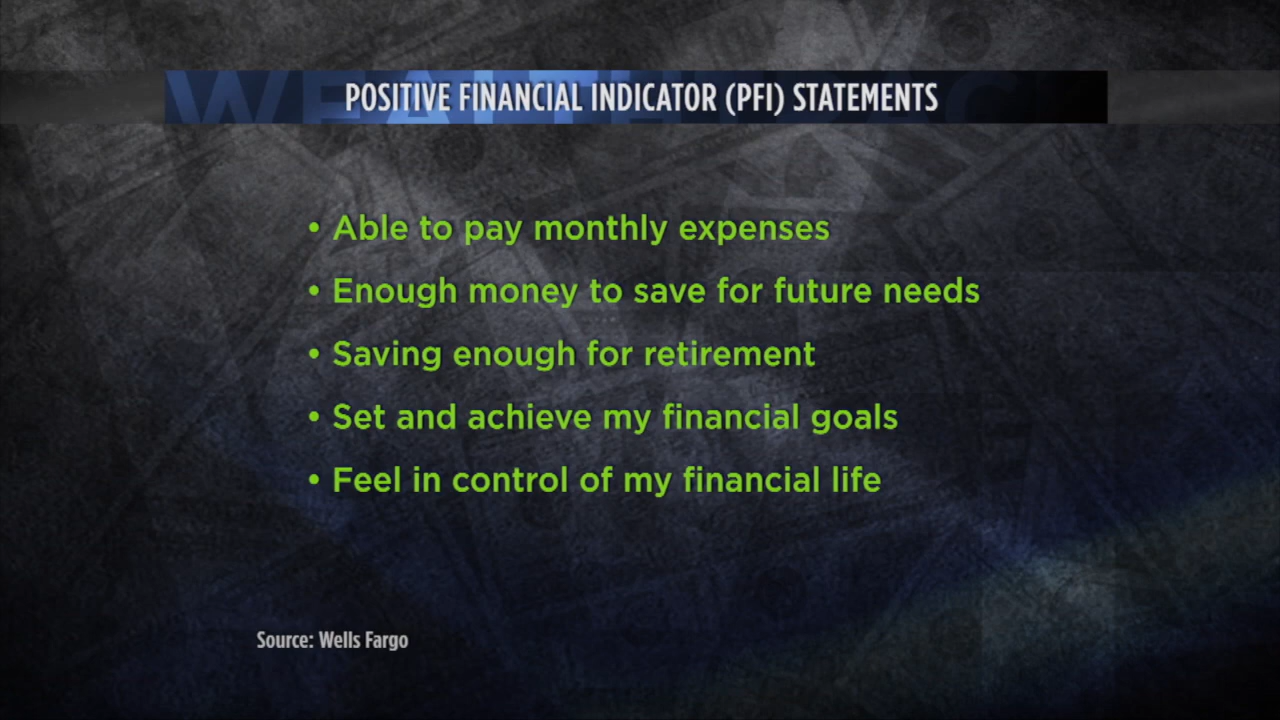 POSITIVE FINANCIAL INDICATOR (PFI) STATEMENTS
• Able to pay monthly expenses
• Enough money to save for future needs
• Saving enough for retirement
• Set and achieve my financial goals
• Feel in control of my financial life
Source: Wells Fargo